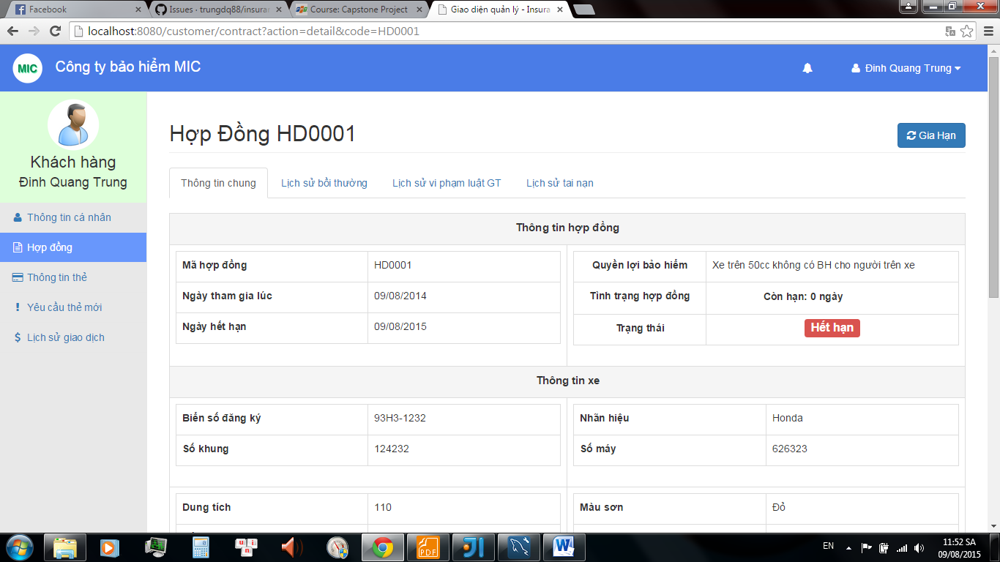 Facebook
Issues · trungdq88/insurar
Course: Capstone Project
Giao diện quản lý - Insura
localhost:8080/customer/contract?action=detail&code=HD0001
MIC
Công ty bảo hiểm MIC
Đinh Quang Trung
Khách hàng
Đinh Quang Trung
Thông tin cá nhân
Hợp đồng
Thông tin thẻ
Yêu cầu thẻ mới
Lịch sử giao dịch
Hợp Đồng HD0001
Gia Hạn
Thông tin chung
Lịch sử bồi thường
Lịch sử vi phạm luật GT
Lịch sử tai nạn
Thông tin hợp đồng
Mã hợp đồng HD0001
Ngày tham gia lúc 09/08/2014
Ngày hết hạn 09/08/2015
Quyền lợi bảo hiểm Xe trên 50cc không có BH cho người trên xe
Tình trạng hợp đồng Còn hạn: 0 ngày
Trạng thái Hết hạn
Thông tin xe
Biển số đăng ký 93H3-1232
Số khung 124232
Nhãn hiệu Honda
Số máy 626323
Dung tích 110
Màu sơn Đỏ
EN
11:52 SA
09/08/2015